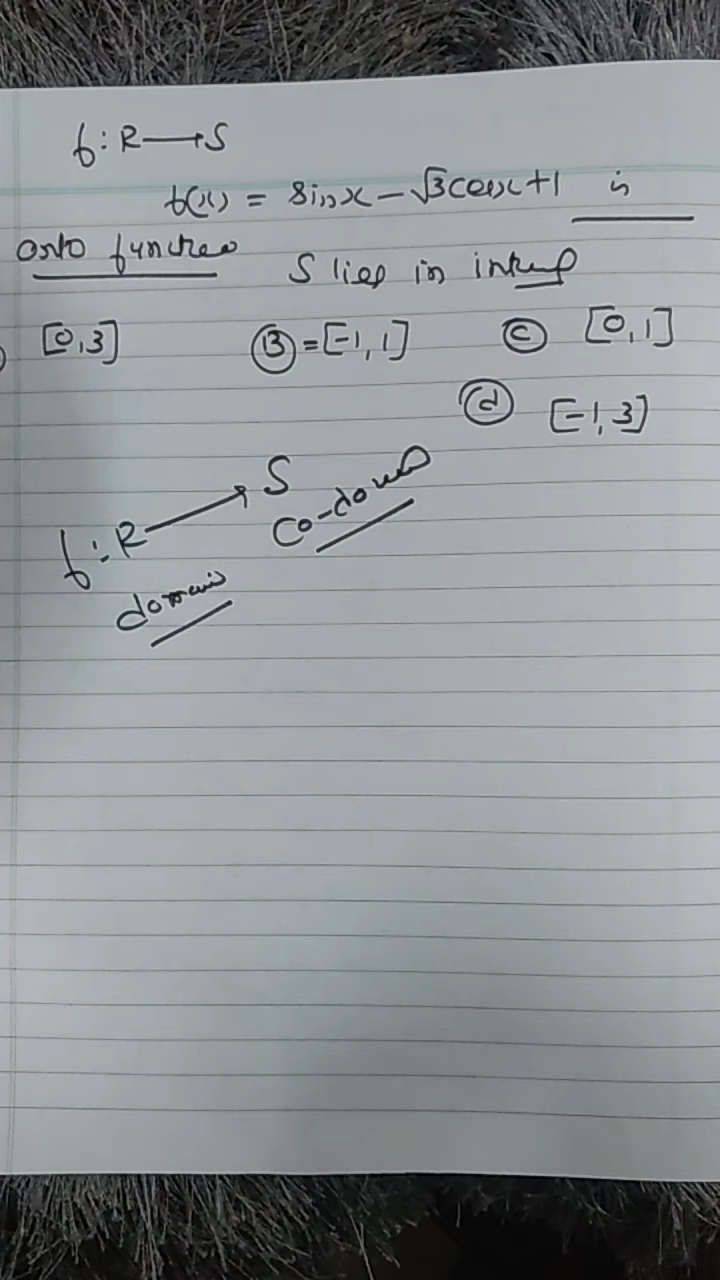 f: R→S
f(x) = sinx - √3cosx + 1 is
onto function S lies in interval
[0,3] B = [-1,1] C [0,1]
d [-1,3]
f: R→S
domain Co-domain